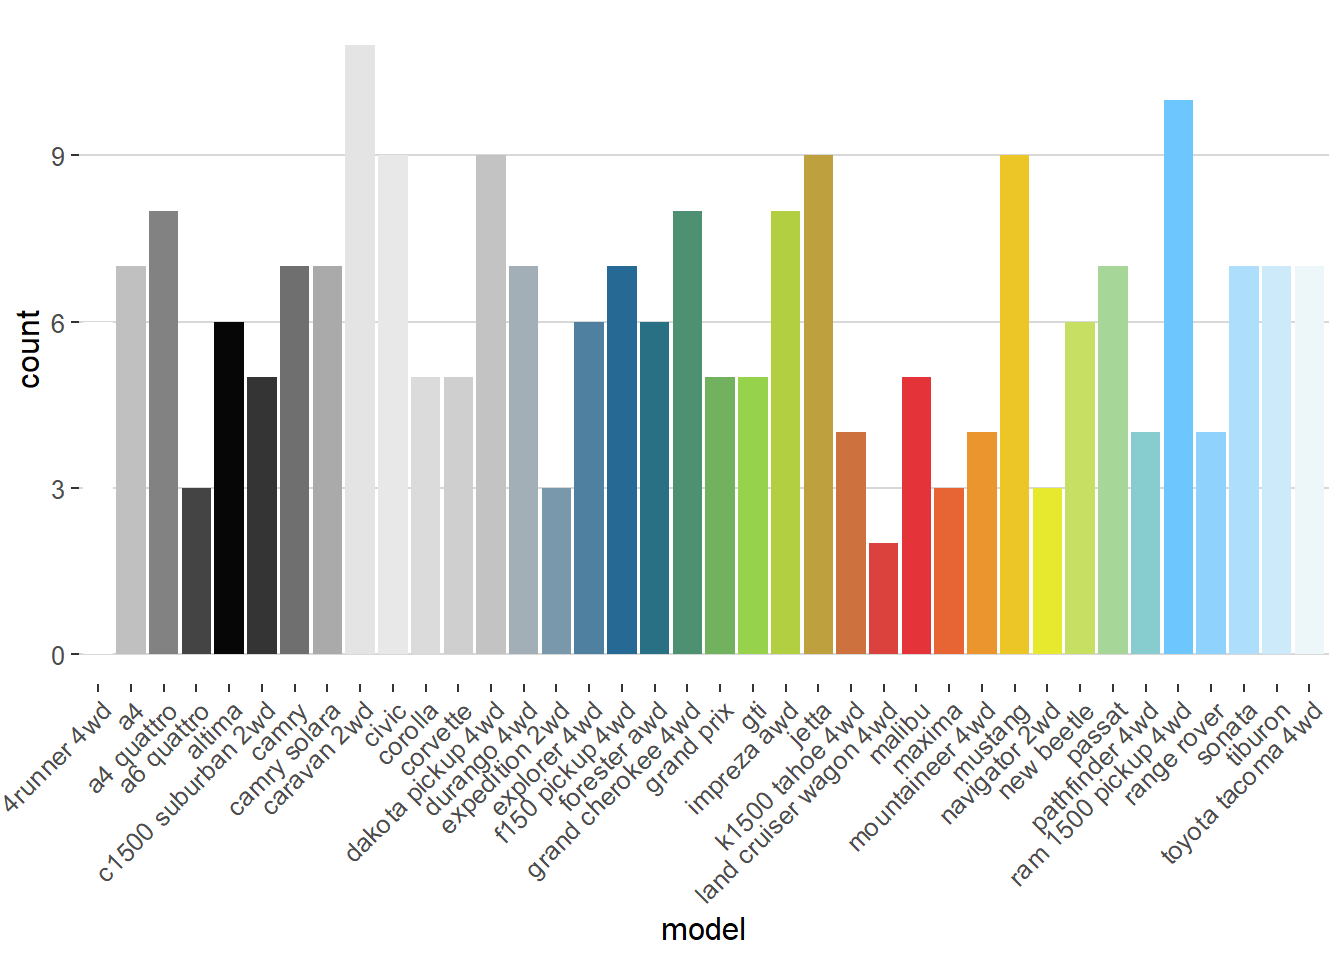 count
9
6
3
0
4runner 4wd
a4
a4 quattro
a6 quattro
altima
c1500 suburban 2wd
camry
camry solara
caravan 2wd
civic
corolla
corvette
dakota pickup 4wd
durango 4wd
expedition 2wd
explorer 4wd
f150 pickup 4wd
forester awd
grand cherokee 4wd
grand prix
gti
impreza awd
jetta
k1500 tahoe 4wd
land cruiser wagon 4wd
malibu
maxima
mountaineer 4wd
mustang
navigator 2wd
new beetle
passat
pathfinder 4wd
ram 1500 pickup 4wd
range rover
sonata
tiburon
toyota tacoma 4wd
model